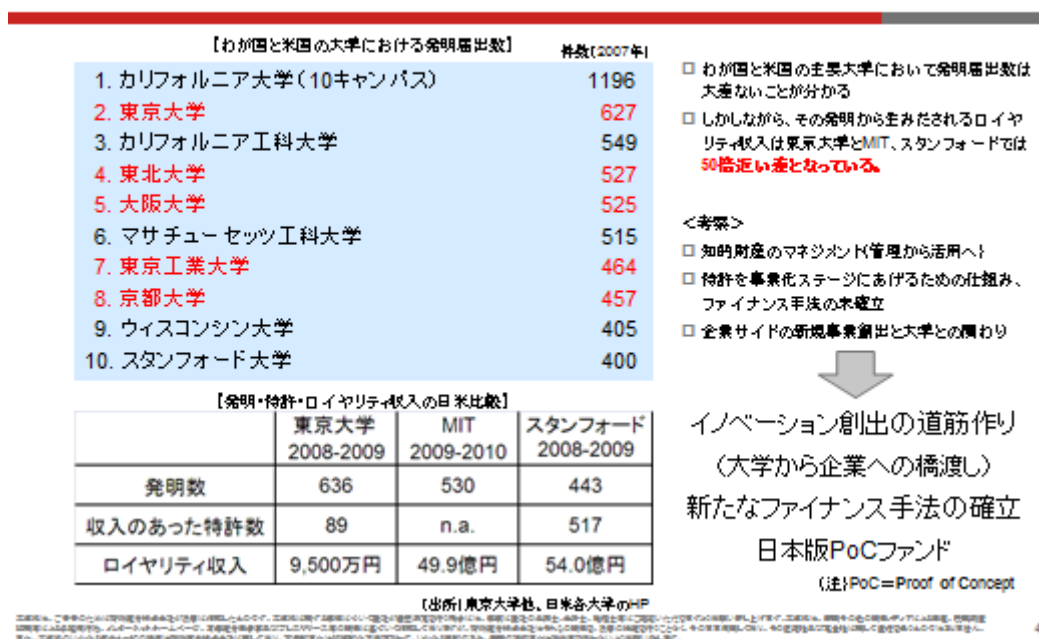 【わが国と米国の大学における発明届出数】
件数(2007年)
1. カリフォルニア大学(10キャンパス) 1196
2. 東京大学 627
3. カリフォルニア工科大学 549
4. 東北大学 527
5. 大阪大学 525
6. マサチューセッツ工科大学 515
7. 東京工業大学 464
8. 京都大学 457
9. ウィスコンシン大学 405
10. スタンフォード大学 400
【発明・特許・ロイヤリティ収入の日米比較】
東京大学 2008-2009 MIT 2009-2010 スタンフォード 2008-2009
発明数 636 530 443
収入のあった特許数 89 n.a. 517
ロイヤリティ収入 9,500万円 49.9億円 54.0億円
(出所)東京大学他、日米各大学のHP
□ わが国と米国の主要大学において発明届出数は
大差ないことが分かる
□ しかしながら、その発明から生みだされるロイヤ
リティ収入は東京大学とMIT、スタンフォードでは
50倍近い差となっている。
<考察>
□ 知的財産のマネジメント(管理から活用へ)
□ 特許を事業化ステージにあげるための仕組み、
ファイナンス手法の未確立
□ 企業サイドの新規事業創出と大学との関わり
イノベーション創出の道筋作り
(大学から企業への橋渡し)
新たなファイナンス手法の確立
日本版PoCファンド
(注)PoC=Proof of Concept